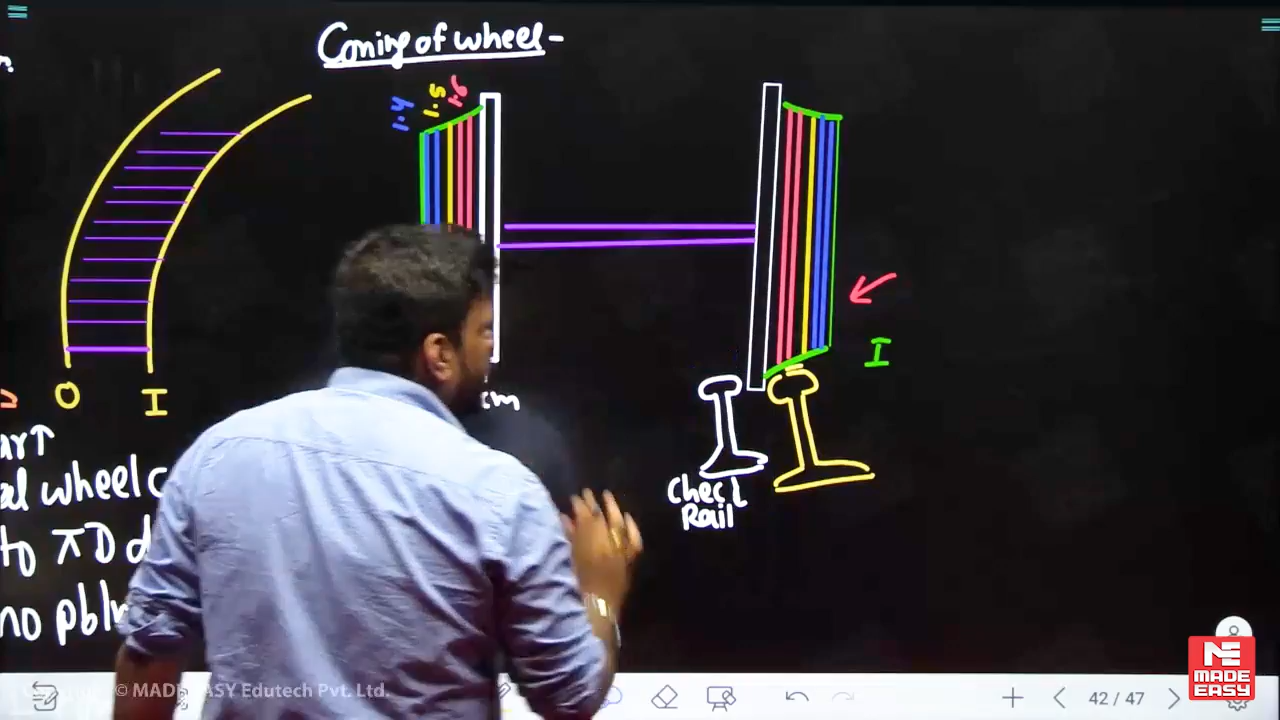 Coning of wheel -
1.4
1.5
1.6
O
I
I
cm
Check
Rail
al wheel c
to πD d
no pblm
© MADE EASY Edutech Pvt. Ltd.
42 / 47
MADE
EASY